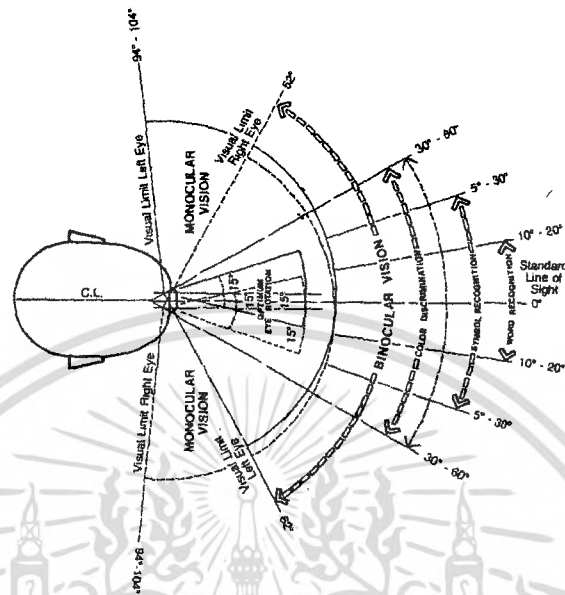 94° - 104°
94° - 104°
Visual Limit Left Eye
Visual Limit Right Eye
C.L.
MONOCULAR
VISION
MONOCULAR
VISION
Visual Limit
Right Eye
Visual Limit
Left Eye
62°
62°
15°
15°
15°
15°
OPTIMUM
EYE ROTATION
30° - 60°
30° - 60°
BINOCULAR VISION
COLOR DISCRIMINATION
SYMBOL RECOGNITION
WORD RECOGNITION
5° - 30°
5° - 30°
10° - 20°
10° - 20°
Standard
Line of
Sight
0°